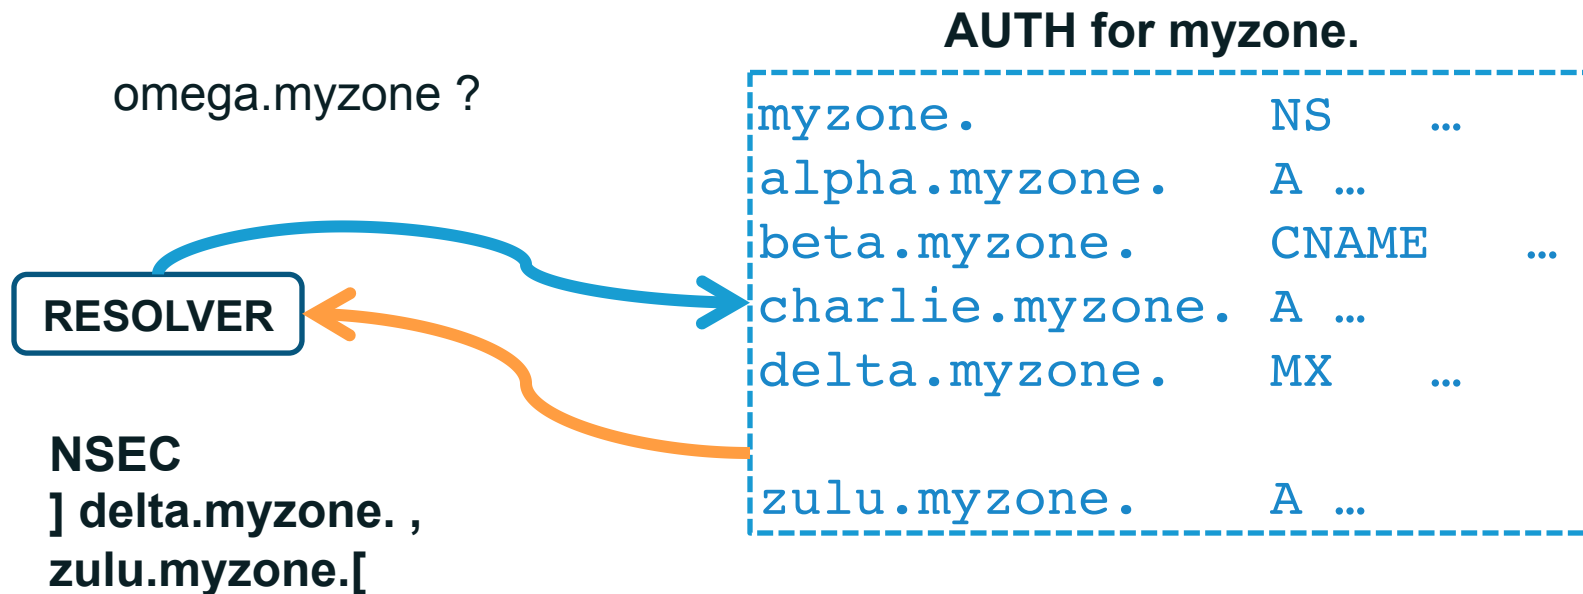 AUTH for myzone.
omega.myzone ?
myzone. NS …
alpha.myzone. A …
beta.myzone. CNAME …
charlie.myzone. A …
delta.myzone. MX …
zulu.myzone. A …
RESOLVER
NSEC
] delta.myzone. ,
zulu.myzone.[